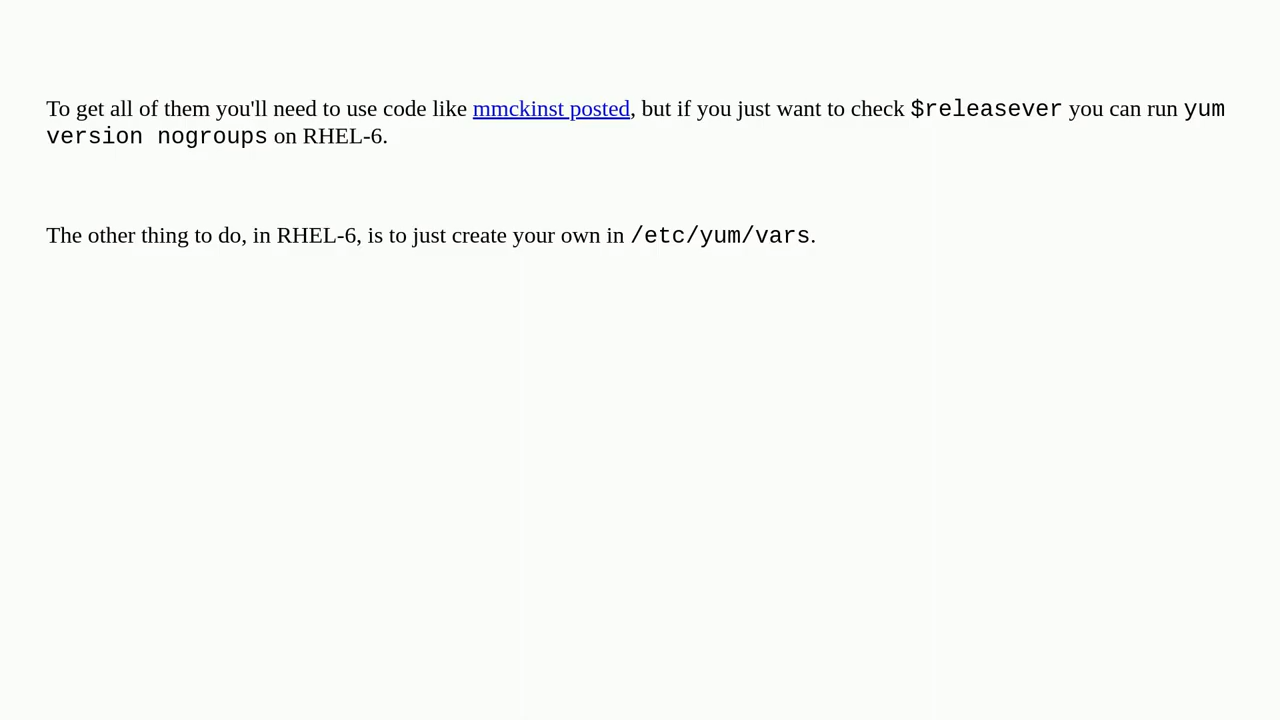 To get all of them you'll need to use code like mmckinst posted, but if you just want to check $releasever you can run yum
version nogroups on RHEL-6.
The other thing to do, in RHEL-6, is to just create your own in /etc/yum/vars.